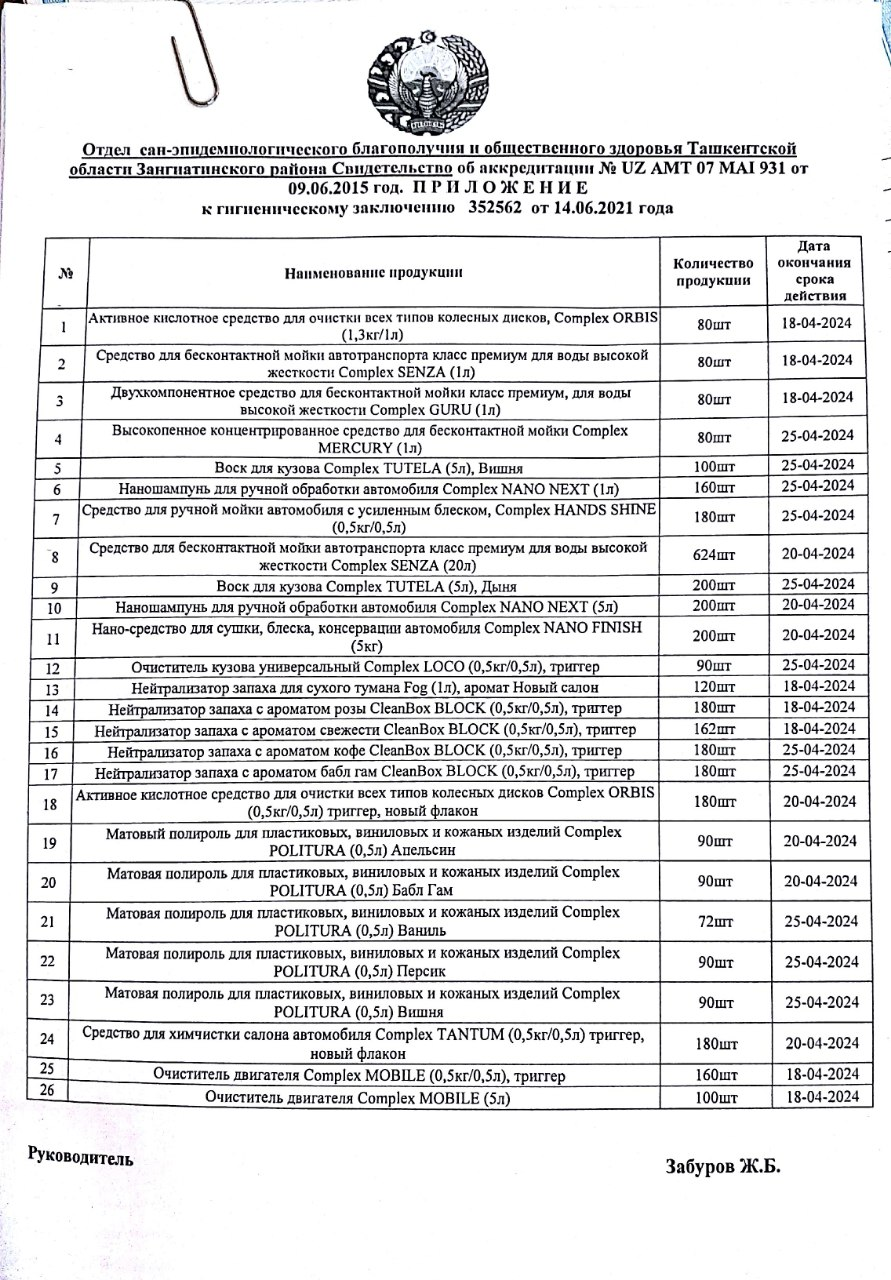 Отдел сан-эпидемиологического благополучия и общественного здоровья Ташкентской
области Зангиатинского района Свидетельство об аккредитации № UZ AMT 07 MAI 931 от
09.06.2015 год. П Р И Л О Ж Е Н И Е
к гигиеническому заключению 352562 от 14.06.2021 года
№ Наименование продукции Количество продукции Дата окончания срока действия
1 Активное кислотное средство для очистки всех типов колесных дисков, Complex ORBIS
(1,3кг/1л) 80шт 18-04-2024
2 Средство для бесконтактной мойки автотранспорта класс премиум для воды высокой
жесткости Complex SENZA (1л) 80шт 18-04-2024
3 Двухкомпонентное средство для бесконтактной мойки класс премиум, для воды
высокой жесткости Complex GURU (1л) 80шт 18-04-2024
4 Высокопенное концентрированное средство для бесконтактной мойки Complex
MERCURY (1л) 80шт 25-04-2024
5 Воск для кузова Complex TUTELA (5л), Вишня 100шт 25-04-2024
6 Наношампунь для ручной обработки автомобиля Complex NANO NEXT (1л) 160шт 25-04-2024
7 Средство для ручной мойки автомобиля с усиленным блеском, Complex HANDS SHINE
(0,5кг/0,5л) 180шт 25-04-2024
8 Средство для бесконтактной мойки автотранспорта класс премиум для воды высокой
жесткости Complex SENZA (20л) 624шт 20-04-2024
9 Воск для кузова Complex TUTELA (5л), Дыня 200шт 25-04-2024
10 Наношампунь для ручной обработки автомобиля Complex NANO NEXT (5л) 200шт 20-04-2024
11 Нано-средство для сушки, блеска, консервации автомобиля Complex NANO FINISH
(5кг) 200шт 20-04-2024
12 Очиститель кузова универсальный Complex LOCO (0,5кг/0,5л), триггер 90шт 25-04-2024
13 Нейтрализатор запаха для сухого тумана Fog (1л), аромат Новый салон 120шт 18-04-2024
14 Нейтрализатор запаха с ароматом розы CleanBox BLOCK (0,5кг/0,5л), триггер 180шт 18-04-2024
15 Нейтрализатор запаха с ароматом свежести CleanBox BLOCK (0,5кг/0,5л), триггер 162шт 18-04-2024
16 Нейтрализатор запаха с ароматом кофе CleanBox BLOCK (0,5кг/0,5л), триггер 180шт 25-04-2024
17 Нейтрализатор запаха с ароматом бабл гам CleanBox BLOCK (0,5кг/0,5л), триггер 180шт 25-04-2024
18 Активное кислотное средство для очистки всех типов колесных дисков Complex ORBIS
(0,5кг/0,5л) триггер, новый флакон 180шт 20-04-2024
19 Матовый полироль для пластиковых, виниловых и кожаных изделий Complex
POLITURA (0,5л) Апельсин 90шт 20-04-2024
20 Матовая полироль для пластиковых, виниловых и кожаных изделий Complex
POLITURA (0,5л) Бабл Гам 90шт 20-04-2024
21 Матовая полироль для пластиковых, виниловых и кожаных изделий Complex
POLITURA (0,5л) Ваниль 72шт 25-04-2024
22 Матовая полироль для пластиковых, виниловых и кожаных изделий Complex
POLITURA (0,5л) Персик 90шт 25-04-2024
23 Матовая полироль для пластиковых, виниловых и кожаных изделий Complex
POLITURA (0,5л) Вишня 90шт 25-04-2024
24 Средство для химчистки салона автомобиля Complex TANTUM (0,5кг/0,5л) триггер,
новый флакон 180шт 20-04-2024
25 Очиститель двигателя Complex MOBILE (0,5кг/0,5л), триггер 160шт 18-04-2024
26 Очиститель двигателя Complex MOBILE (5л) 100шт 18-04-2024
Руководитель Забуров Ж.Б.